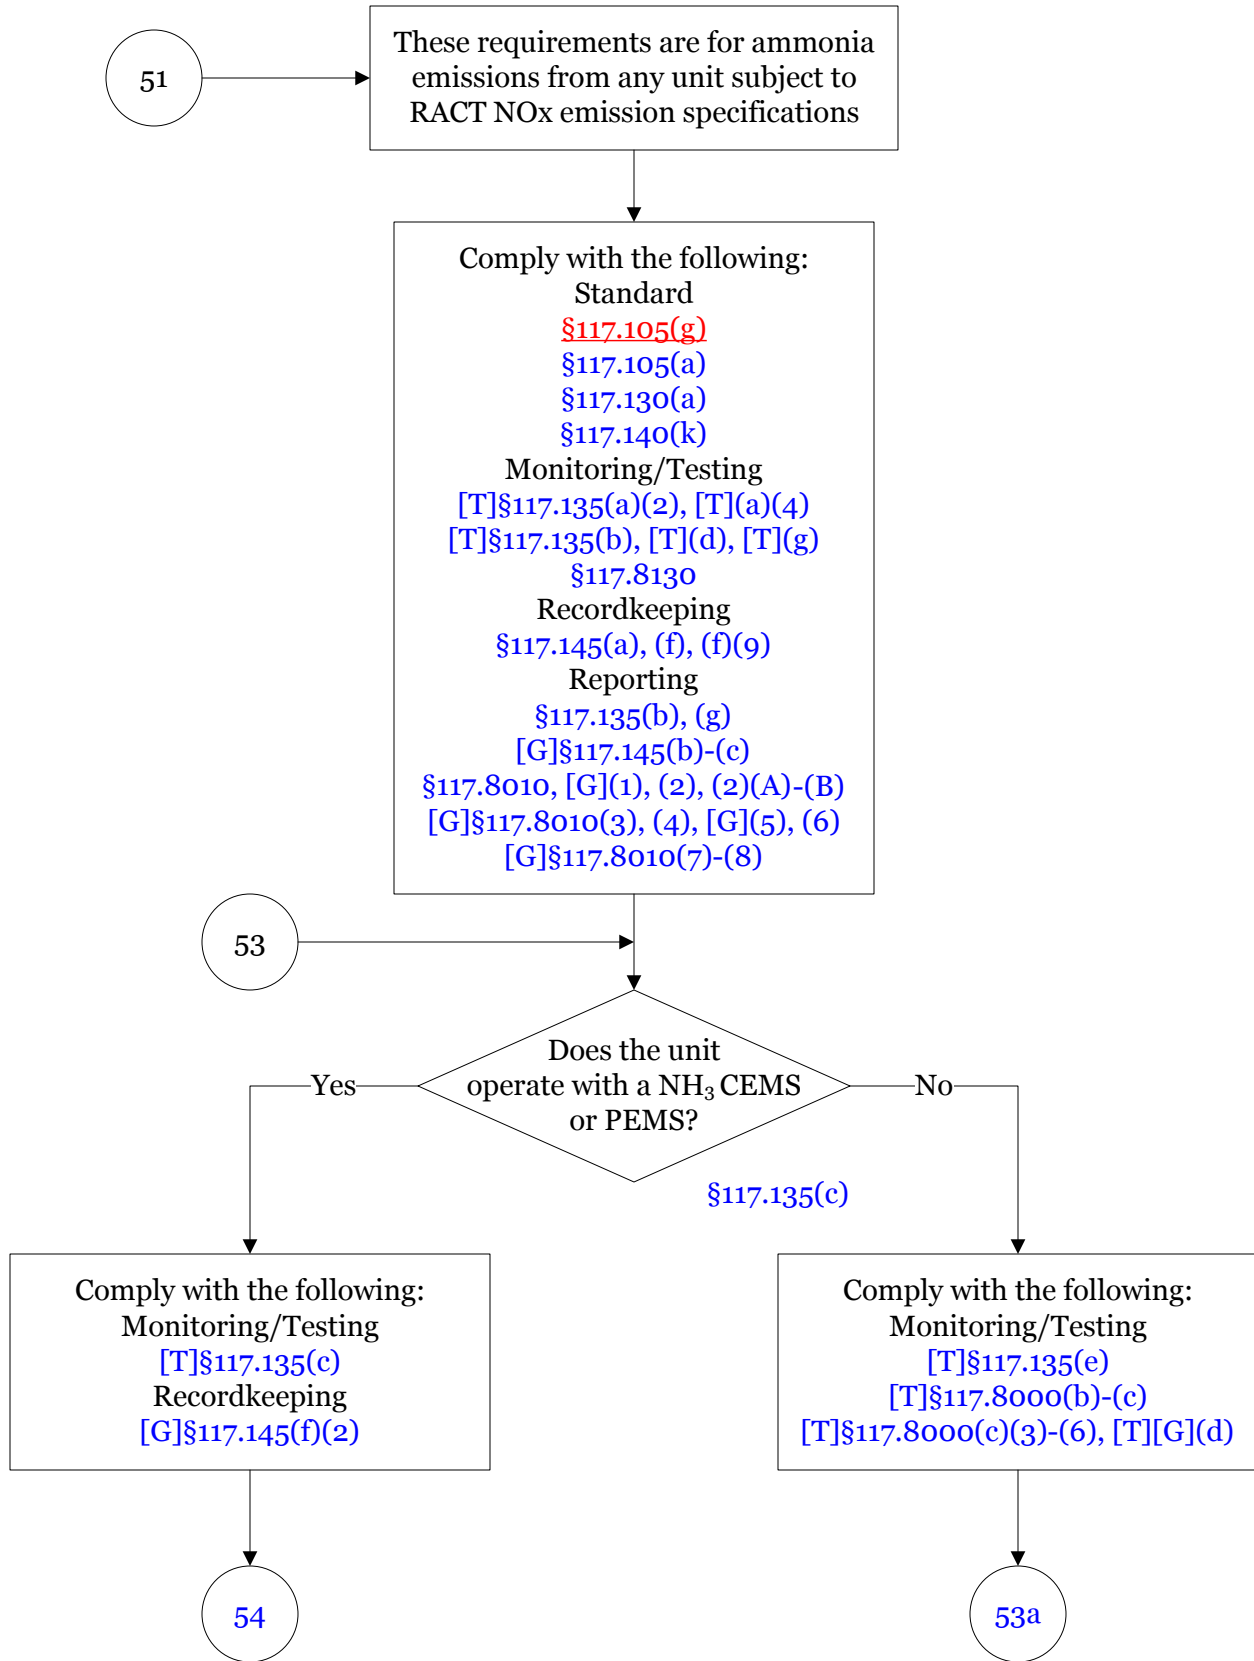 51
These requirements are for ammonia
emissions from any unit subject to
RACT NOx emission specifications
Comply with the following:
Standard
§117.105(g)
§117.105(a)
§117.130(a)
§117.140(k)
Monitoring/Testing
[T]§117.135(a)(2), [T](a)(4)
[T]§117.135(b), [T](d), [T](g)
§117.8130
Recordkeeping
§117.145(a), (f), (f)(9)
Reporting
§117.135(b), (g)
[G]§117.145(b)-(c)
§117.8010, [G](1), (2), (2)(A)-(B)
[G]§117.8010(3), (4), [G](5), (6)
[G]§117.8010(7)-(8)
53
Does the unit
operate with a NH₃ CEMS
or PEMS?
Yes
No
§117.135(c)
Comply with the following:
Monitoring/Testing
[T]§117.135(c)
Recordkeeping
[G]§117.145(f)(2)
Comply with the following:
Monitoring/Testing
[T]§117.135(e)
[T]§117.8000(b)-(c)
[T]§117.8000(c)(3)-(6), [T][G](d)
54
53a